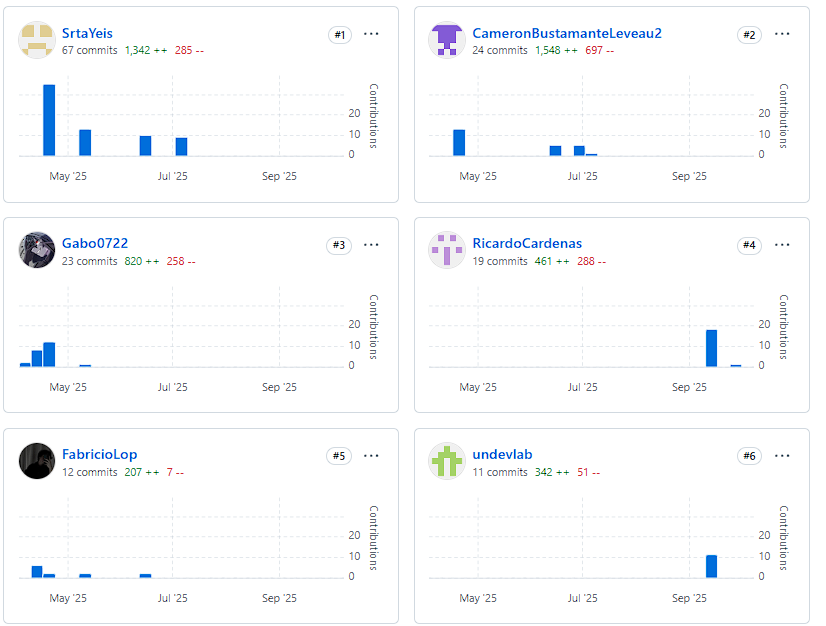 SrtaYeis #1 ...
67 commits 1,342 ++ 285 --
Contributions
20
10
0
May '25 Jul '25 Sep '25
CameronBustamanteLeveau2 #2 ...
24 commits 1,548 ++ 697 --
Contributions
20
10
0
May '25 Jul '25 Sep '25
Gabo0722 #3 ...
23 commits 820 ++ 258 --
Contributions
20
10
0
May '25 Jul '25 Sep '25
RicardoCardenas #4 ...
19 commits 461 ++ 288 --
Contributions
20
10
0
May '25 Jul '25 Sep '25
FabricioLop #5 ...
12 commits 207 ++ 7 --
Contributions
20
10
0
May '25 Jul '25 Sep '25
undevlab #6 ...
11 commits 342 ++ 51 --
Contributions
20
10
0
May '25 Jul '25 Sep '25